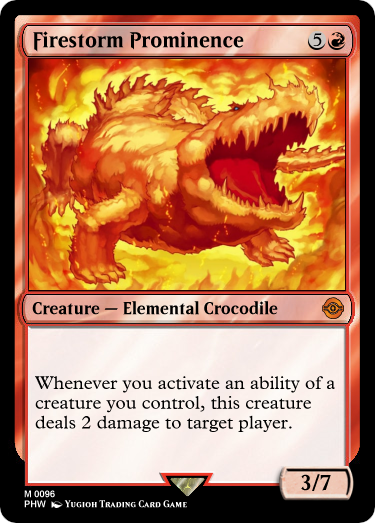 Firestorm Prominence 5
Creature — Elemental Crocodile
Whenever you activate an ability of a
creature you control, this creature
deals 2 damage to target player.
3/7
M 0096
PHW Yugioh Trading Card Game